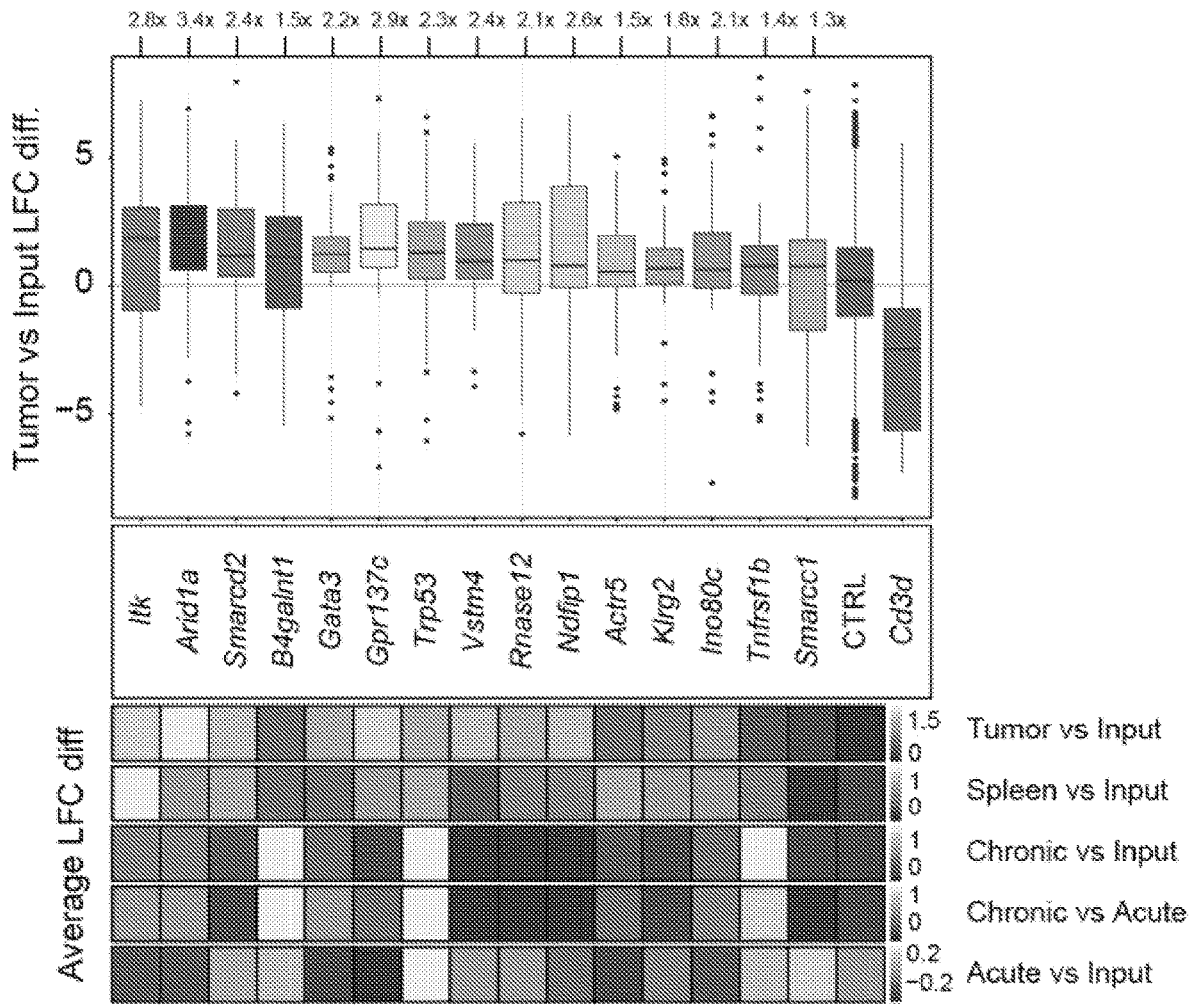 2.8x 3.4x 2.4x 1.5x 2.2x 2.9x 2.3x 2.4x 2.1x 2.6x 1.5x 1.8x 2.1x 1.4x 1.3x
Tumor vs Input LFC diff.
5
0
-5
Itk Arid1a Smarcd2 B4galnt1 Gata3 Gpr137c Trp53 Vstm4 Rnase12 Ndfip1 Actr5 Klrg2 Ino80c Tnfrsf1b Smarcc1 CTRL Cd3d
Average LFC diff
1.5
0
Tumor vs Input
1
0
Spleen vs Input
1
0
Chronic vs Input
1
0
Chronic vs Acute
0.2
−0.2
Acute vs Input